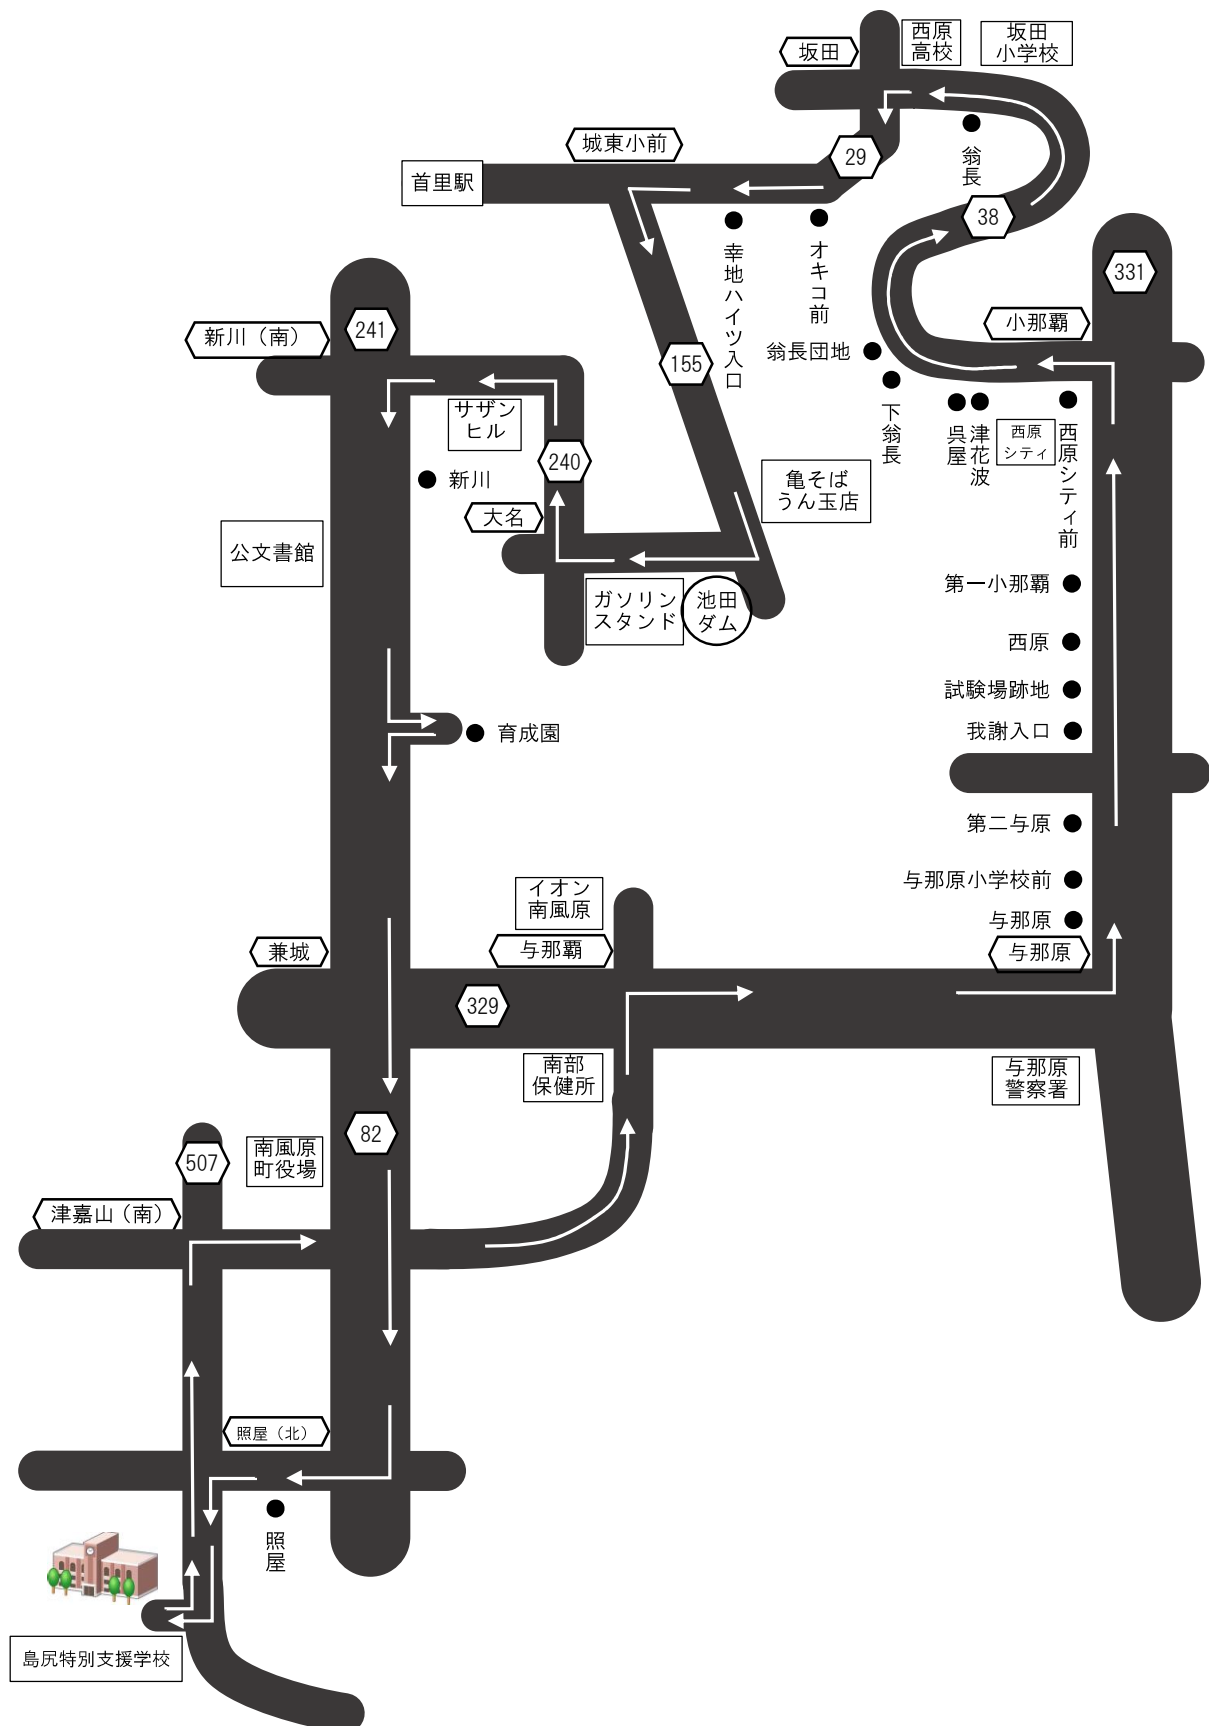 西原
高校
坂田
小学校
坂田
城東小前
29
翁長
首里駅
38
幸地ハイツ入口
オキコ前
331
新川（南）
241
小那覇
155
翁長団地
サザン
ヒル
下翁長
呉屋
津花波
西原
シティ
西原シティ前
240
新川
亀そば
うん玉店
大名
公文書館
ガソリン
スタンド
池田
ダム
第一小那覇
西原
試験場跡地
我謝入口
育成園
第二与原
与那原小学校前
イオン
南風原
与那原
兼城
与那覇
与那原
329
南部
保健所
与那原
警察署
82
南風原
町役場
507
津嘉山（南）
照屋（北）
照屋
島尻特別支援学校